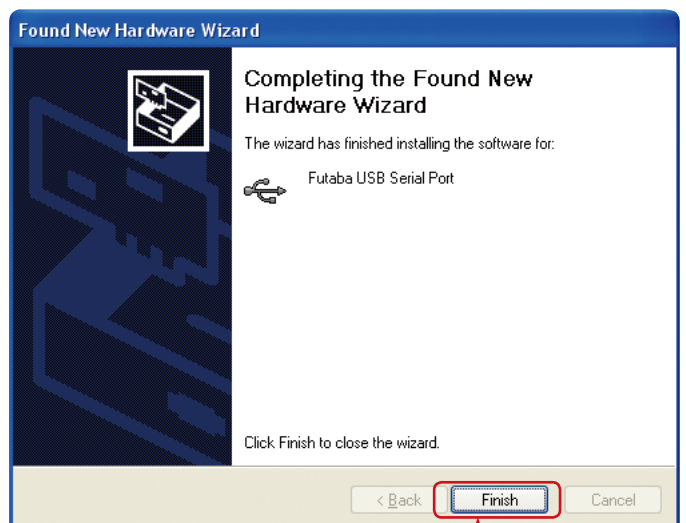 Found New Hardware Wizard
Completing the Found New
Hardware Wizard
The wizard has finished installing the software for:
Futaba USB Serial Port
Click Finish to close the wizard.
< Back
Finish
Cancel